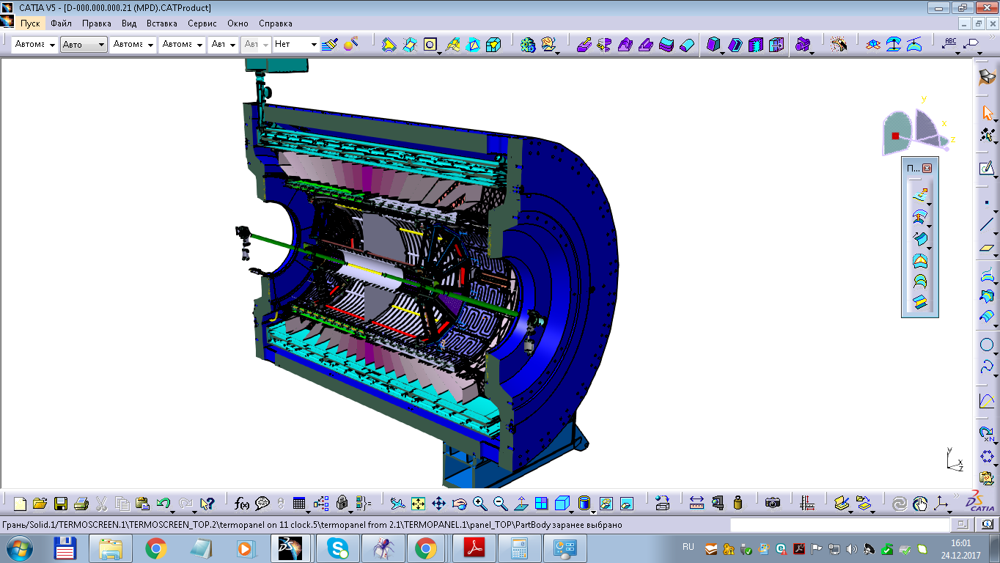 CATIA V5 - [D-000.000.000.21 (MPD).CATProduct]
Пуск Файл Правка Вид Вставка Сервис Окно Справка
Автома Авто Автома Автома Авт Авт Нет
ABC
y
x
z
П...
y
x
z
f(x)
xN
CATIA
Грань/Solid.1/TERMOSCREEN.1\TERMOSCREEN_TOP.2\termopanel on 11 clock.5\termopanel from 2.1\TERMOPANEL.1\panel_TOP\PartBody заранее выбрано
RU
16:01
24.12.2017